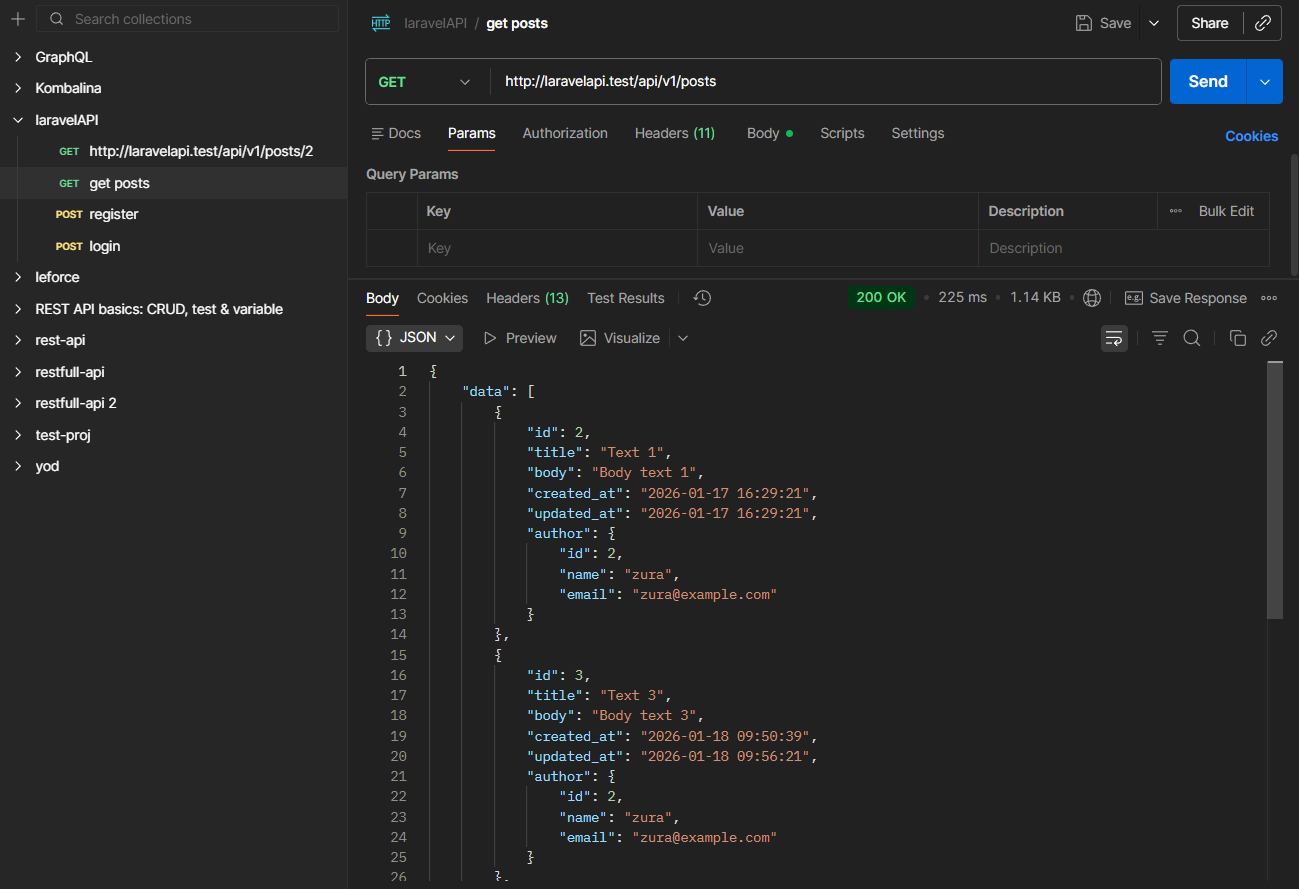 Search collections
GraphQL
Kombalina
laravelAPI
GET http://laravelapi.test/api/v1/posts/2
GET get posts
POST register
POST login
leforce
REST API basics: CRUD, test & variable
rest-api
restfull-api
restfull-api 2
test-proj
yod
HTTP laravelAPI / get posts
Save
Share
GET http://laravelapi.test/api/v1/posts
Send
Docs Params Authorization Headers (11) Body Scripts Settings
Cookies
Query Params
Key Value Description Bulk Edit
Key Value Description
Body Cookies Headers (13) Test Results
200 OK 225 ms 1.14 KB e.g. Save Response
{} JSON Preview Visualize
1 {
2 "data": [
3 {
4 "id": 2,
5 "title": "Text 1",
6 "body": "Body text 1",
7 "created_at": "2026-01-17 16:29:21",
8 "updated_at": "2026-01-17 16:29:21",
9 "author": {
10 "id": 2,
11 "name": "zura",
12 "email": "zura@example.com"
13 }
14 },
15 {
16 "id": 3,
17 "title": "Text 3",
18 "body": "Body text 3",
19 "created_at": "2026-01-18 09:50:39",
20 "updated_at": "2026-01-18 09:56:21",
21 "author": {
22 "id": 2,
23 "name": "zura",
24 "email": "zura@example.com"
25 }
26 },